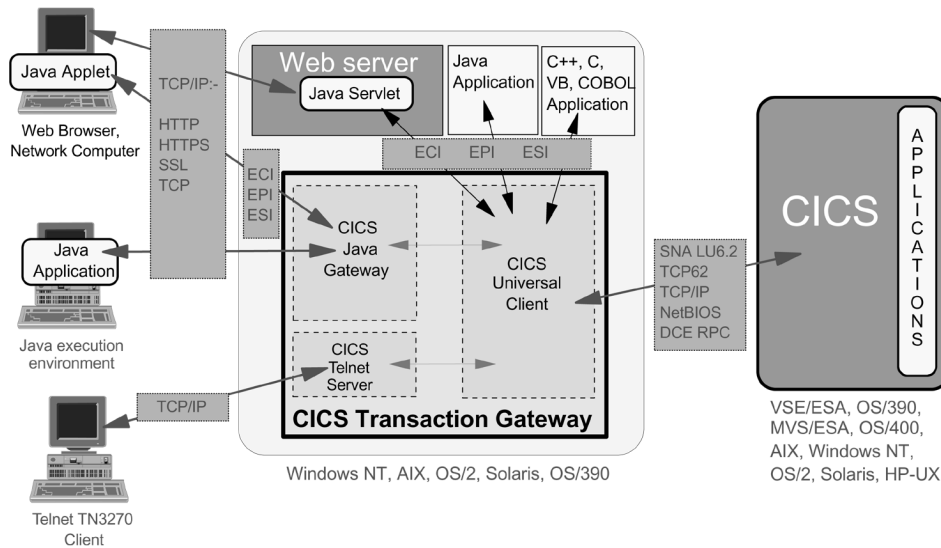 Java Applet
Web Browser,
Network Computer
TCP/IP:-
HTTP
HTTPS
SSL
TCP
Web server
Java Servlet
Java
Application
C++, C,
VB, COBOL
Application
ECI EPI ESI
ECI
EPI
ESI
CICS
Java
Gateway
CICS
Universal
Client
CICS
Telnet
Server
CICS Transaction Gateway
Windows NT, AIX, OS/2, Solaris, OS/390
Java
Application
Java execution
environment
TCP/IP
Telnet TN3270
Client
SNA LU6.2
TCP62
TCP/IP
NetBIOS
DCE RPC
CICS
APPLICATIONS
VSE/ESA, OS/390,
MVS/ESA, OS/400,
AIX, Windows NT,
OS/2, Solaris, HP-UX